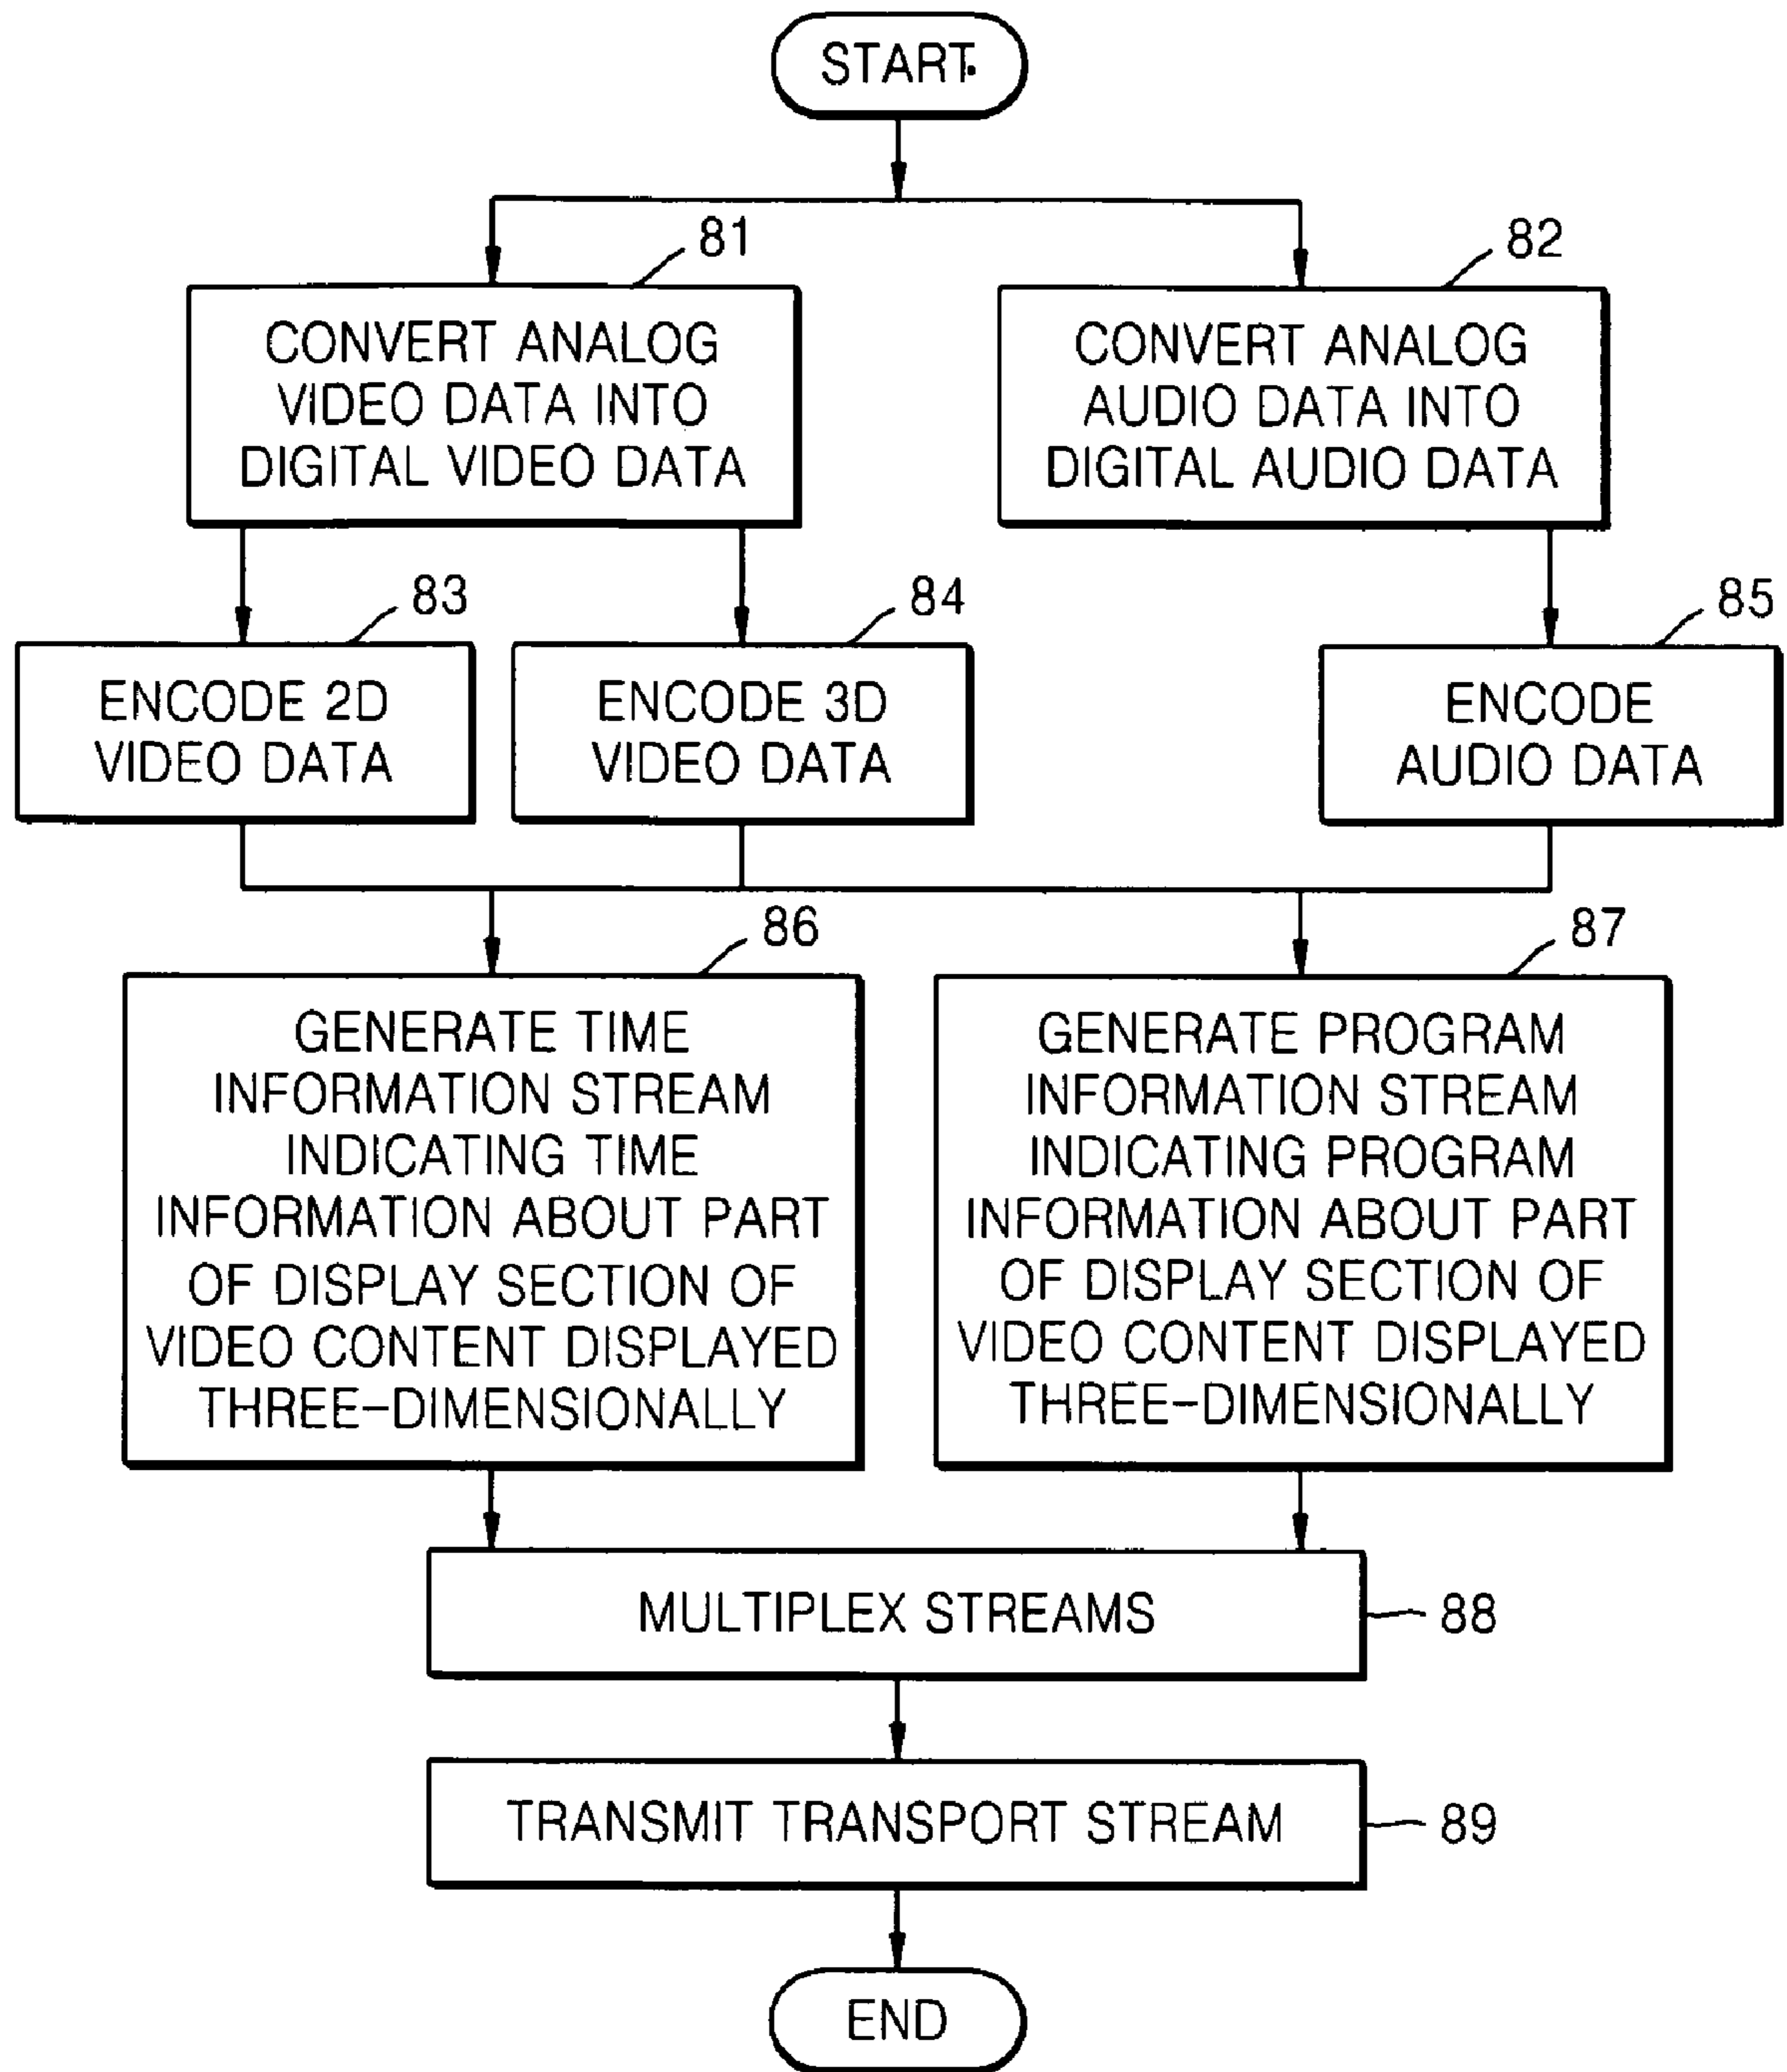 START.
81
CONVERT ANALOG
VIDEO DATA INTO
DIGITAL VIDEO DATA
82
CONVERT ANALOG
AUDIO DATA INTO
DIGITAL AUDIO DATA
83
ENCODE 2D
VIDEO DATA
84
ENCODE 3D
VIDEO DATA
85
ENCODE
AUDIO DATA
86
GENERATE TIME
INFORMATION STREAM
INDICATING TIME
INFORMATION ABOUT PART
OF DISPLAY SECTION OF
VIDEO CONTENT DISPLAYED
THREE-DIMENSIONALLY
87
GENERATE PROGRAM
INFORMATION STREAM
INDICATING PROGRAM
INFORMATION ABOUT PART
OF DISPLAY SECTION OF
VIDEO CONTENT DISPLAYED
THREE-DIMENSIONALLY
MULTIPLEX STREAMS
88
TRANSMIT TRANSPORT STREAM
89
END